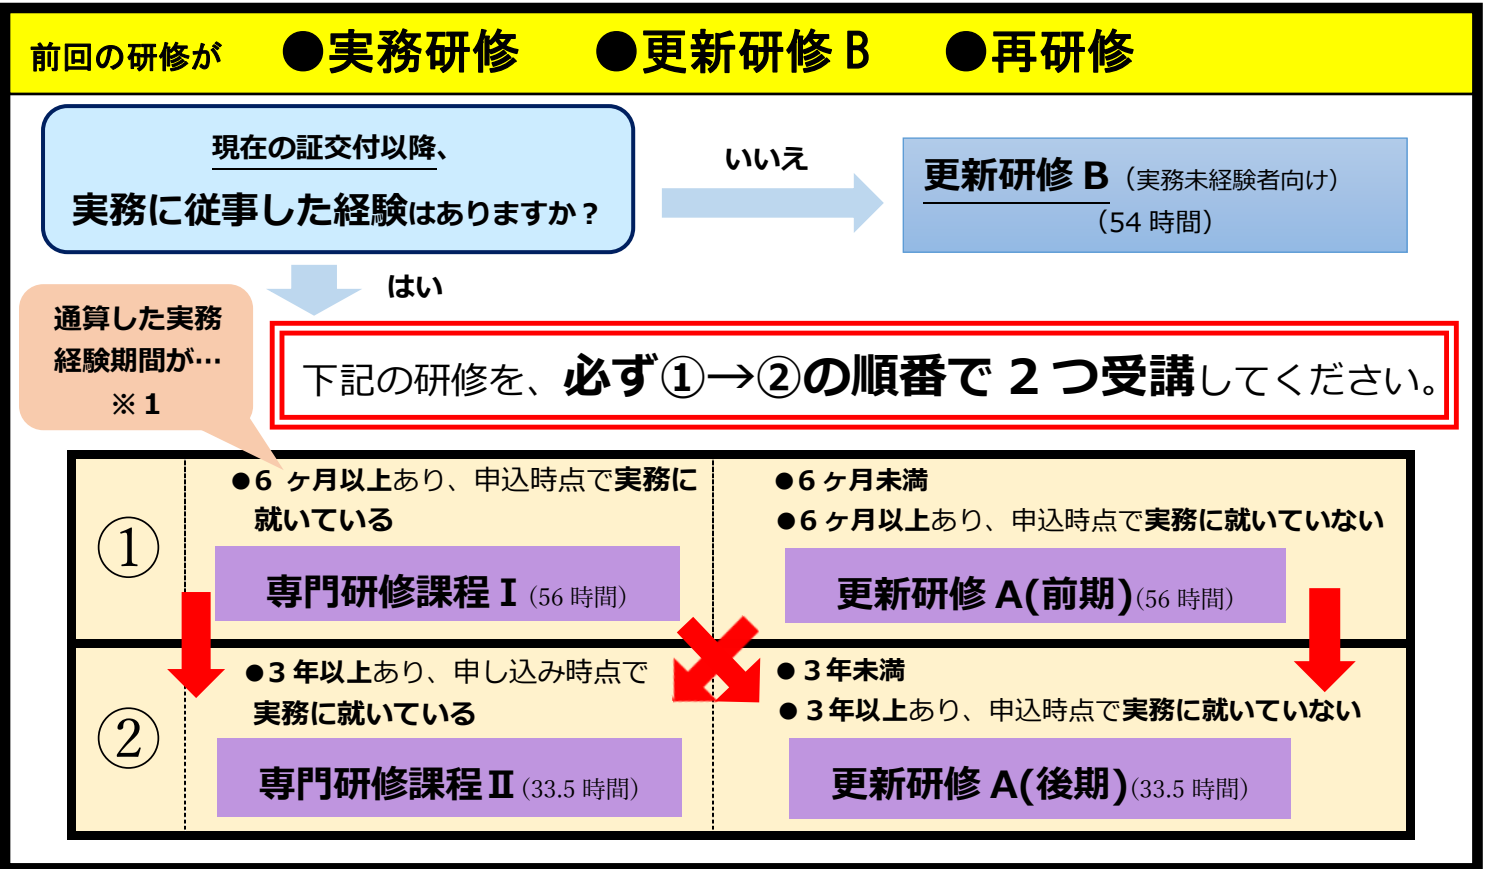 前回の研修が ●実務研修 ●更新研修B ●再研修
現在の証交付以降、
実務に従事した経験はありますか？
いいえ
更新研修 B（実務未経験者向け）
（54 時間）
はい
通算した実務
経験期間が…
※1
下記の研修を、必ず①→②の順番で 2 つ受講してください。
①
●6 ヶ月以上あり、申込時点で実務に
就いている
専門研修課程 Ⅰ（56 時間）
●6 ヶ月未満
●6 ヶ月以上あり、申込時点で実務に就いていない
更新研修 A(前期)（56 時間）
②
●3 年以上あり、申し込み時点で
実務に就いている
専門研修課程 Ⅱ（33.5 時間）
●3 年未満
●3 年以上あり、申込時点で実務に就いていない
更新研修 A(後期)（33.5 時間）